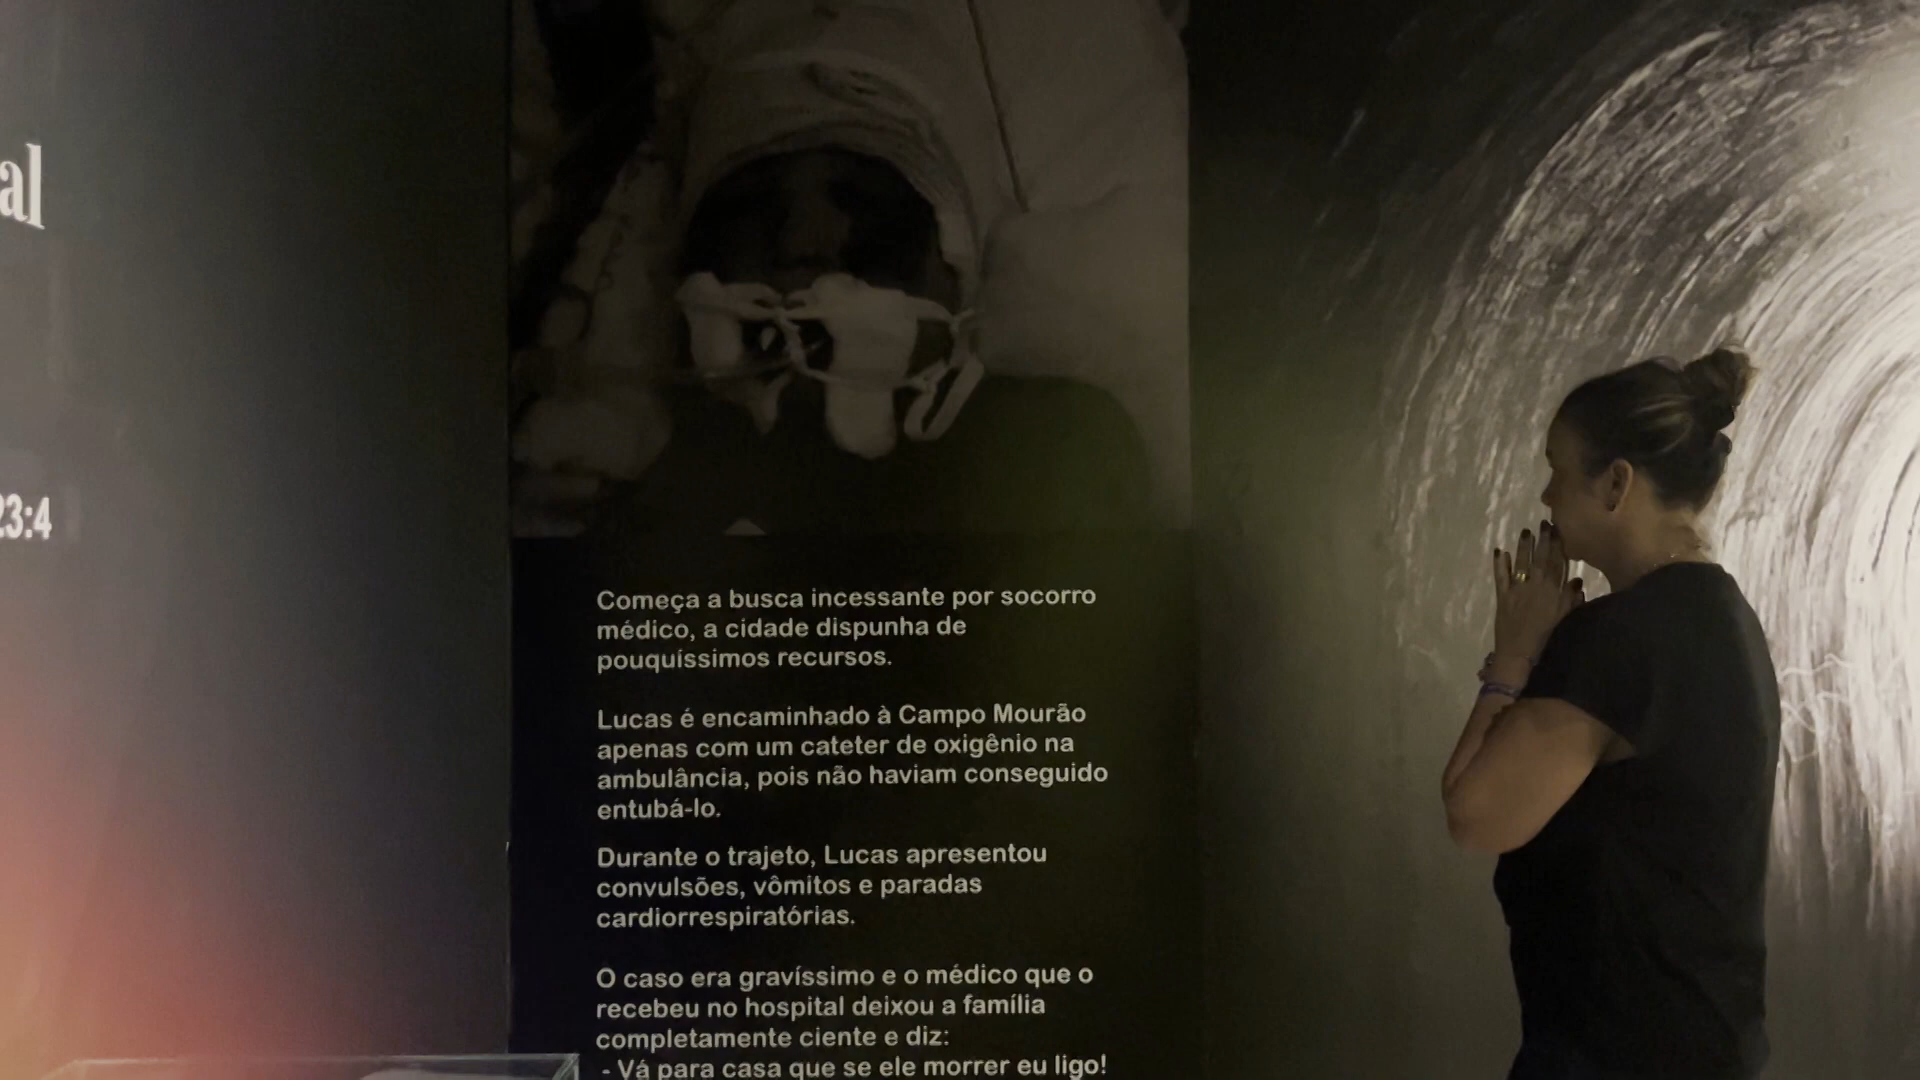 al
23:4
Começa a busca incessante por socorro
médico, a cidade dispunha de
pouquíssimos recursos.
Lucas é encaminhado à Campo Mourão
apenas com um cateter de oxigênio na
ambulância, pois não haviam conseguido
entubá-lo.
Durante o trajeto, Lucas apresentou
convulsões, vômitos e paradas
cardiorrespiratórias.
O caso era gravíssimo e o médico que o
recebeu no hospital deixou a família
completamente ciente e diz:
- Vá para casa que se ele morrer eu ligo!